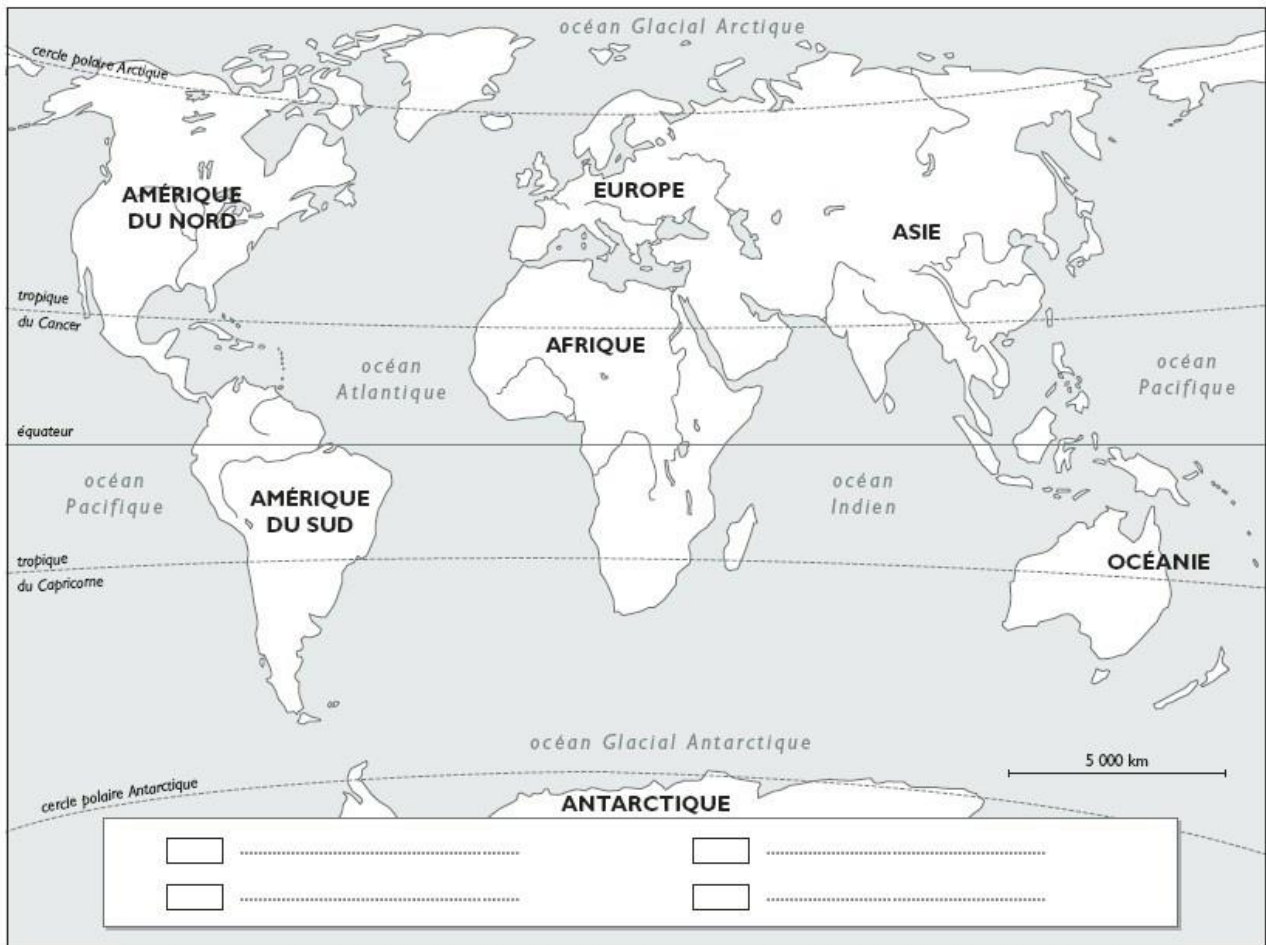 océan Glacial Arctique
cercle polaire Arctique
AMÉRIQUE
DU NORD
EUROPE
ASIE
tropique
du Cancer
AFRIQUE
océan
Atlantique
océan
Pacifique
équateur
océan
Pacifique
AMÉRIQUE
DU SUD
océan
Indien
tropique
du Capricorne
OCÉANIE
océan Glacial Antarctique
5 000 km
cercle polaire Antarctique
ANTARCTIQUE